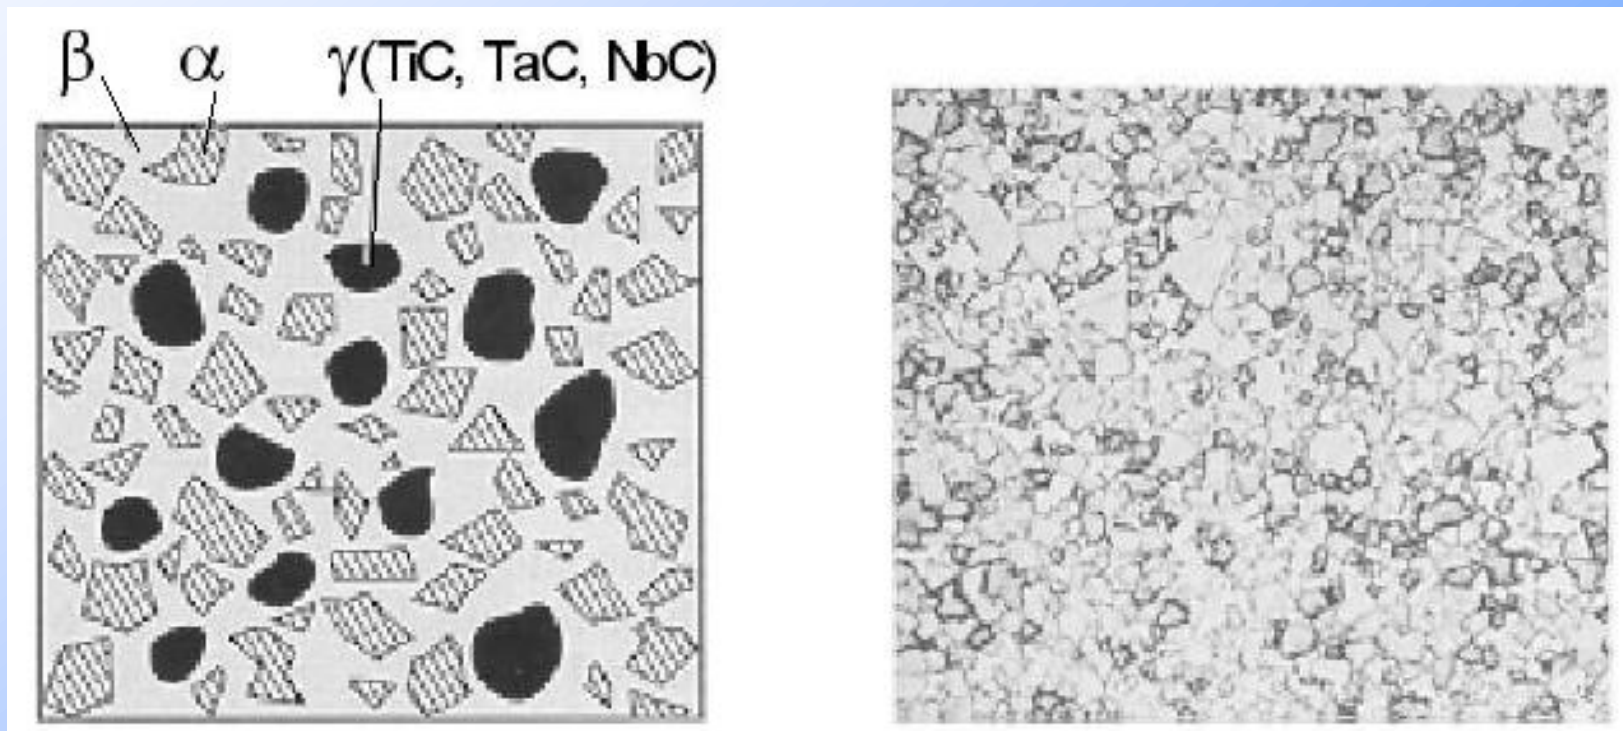 β α γ(TiC, TaC, NbC)